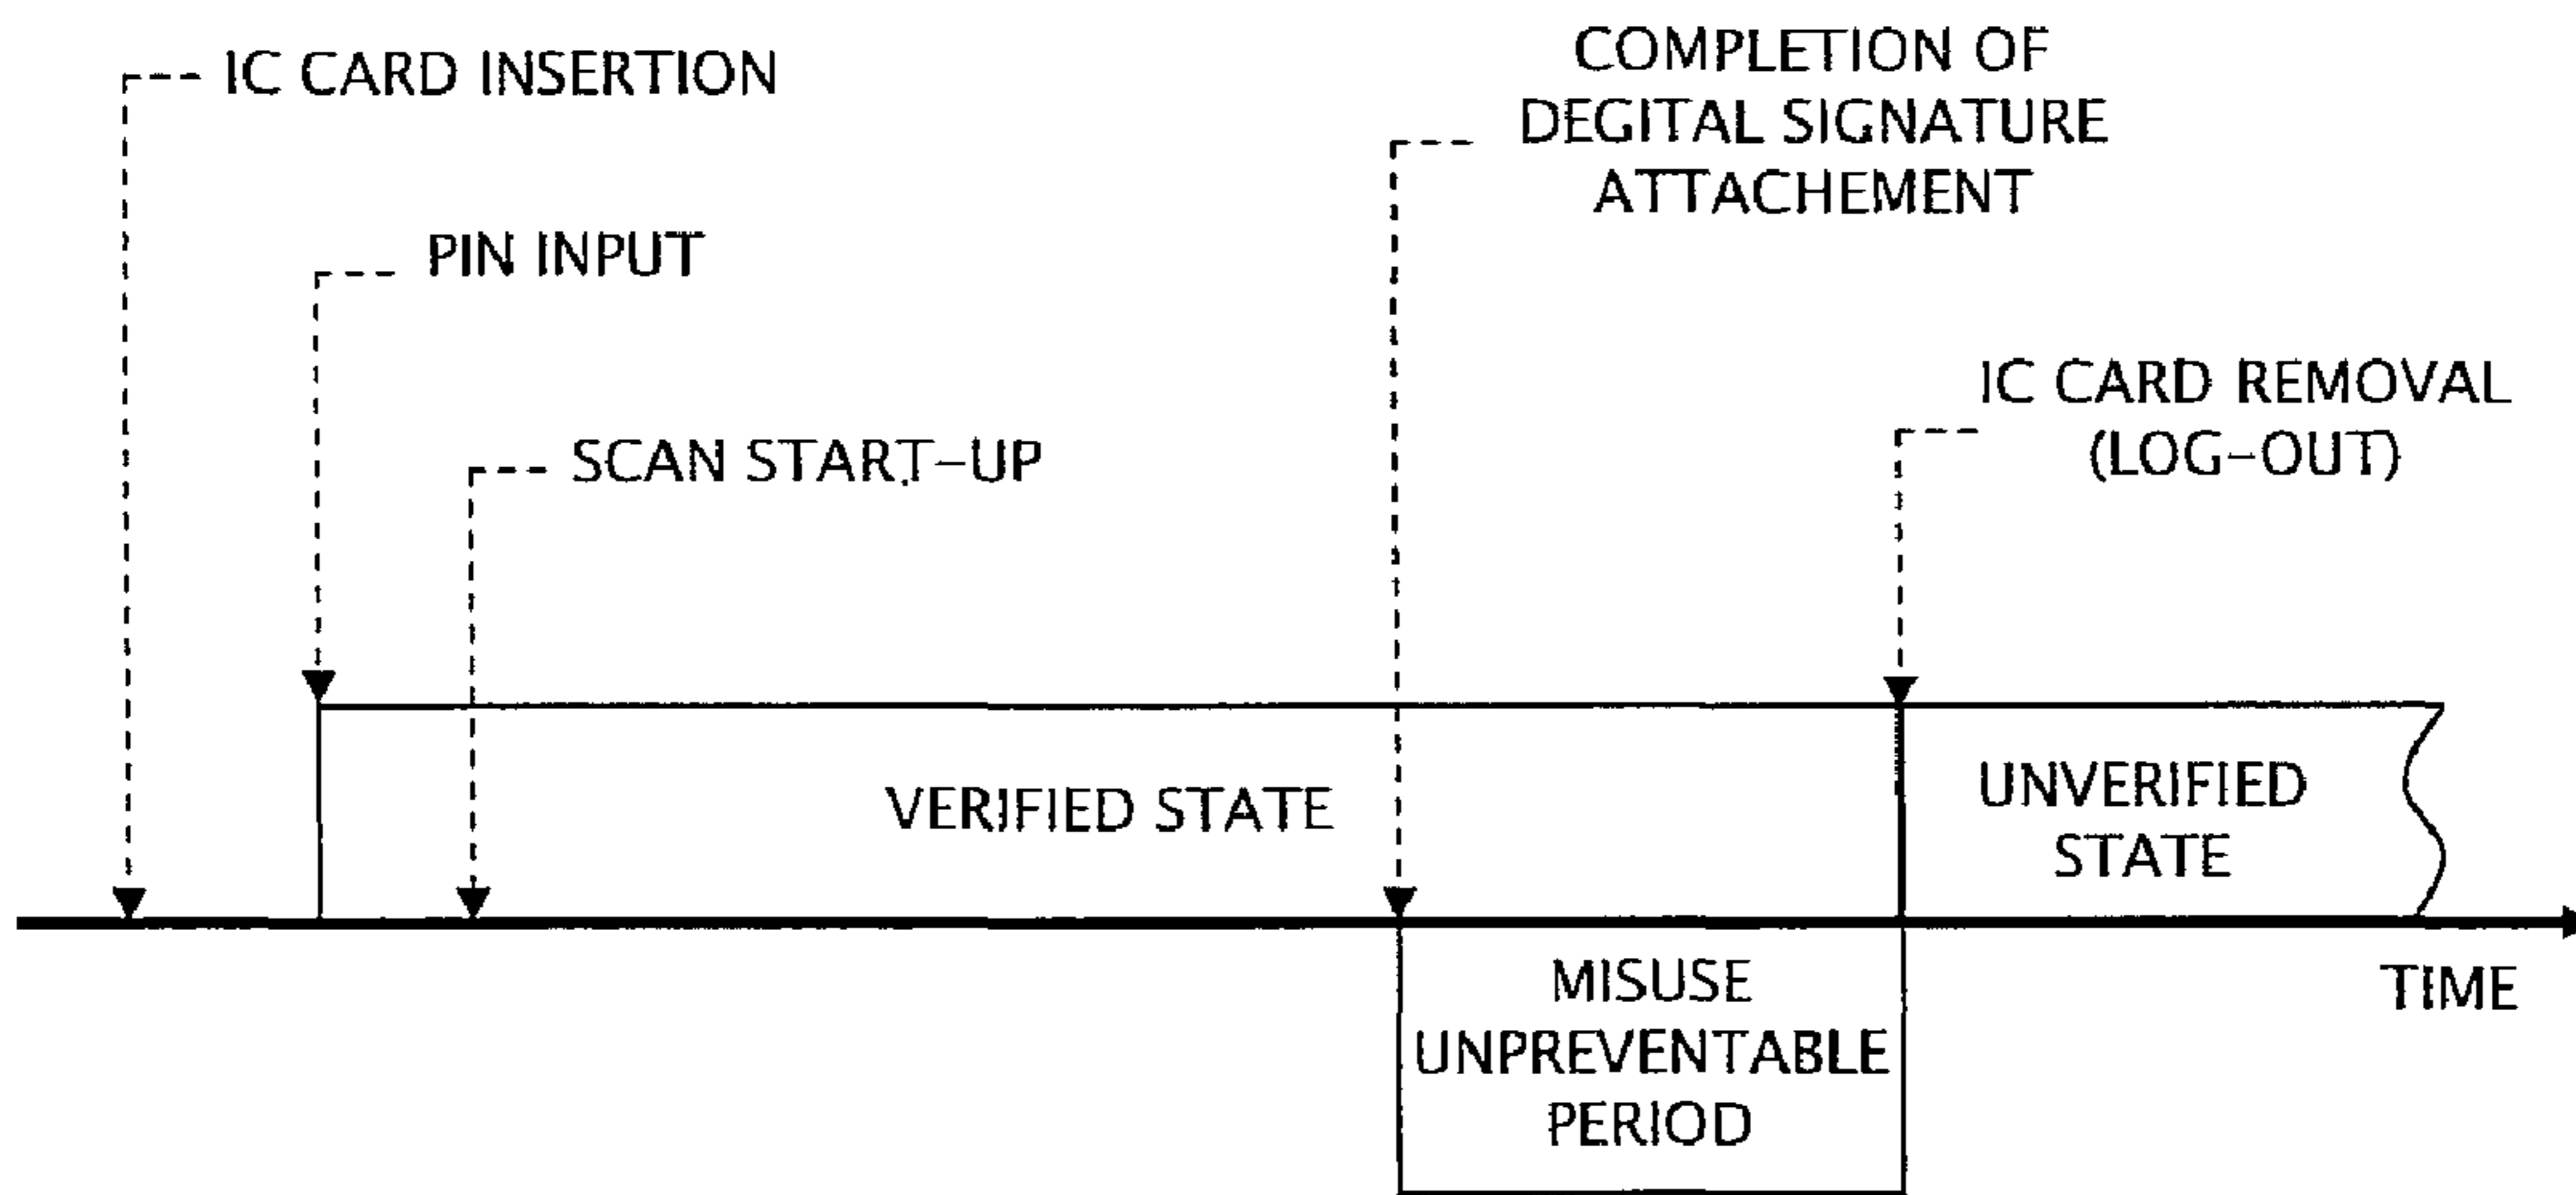 IC CARD INSERTION
COMPLETION OF
DEGITAL SIGNATURE
ATTACHEMENT
PIN INPUT
IC CARD REMOVAL
(LOG-OUT)
SCAN START-UP
VERIFIED STATE
UNVERIFIED
STATE
MISUSE
UNPREVENTABLE
PERIOD
TIME